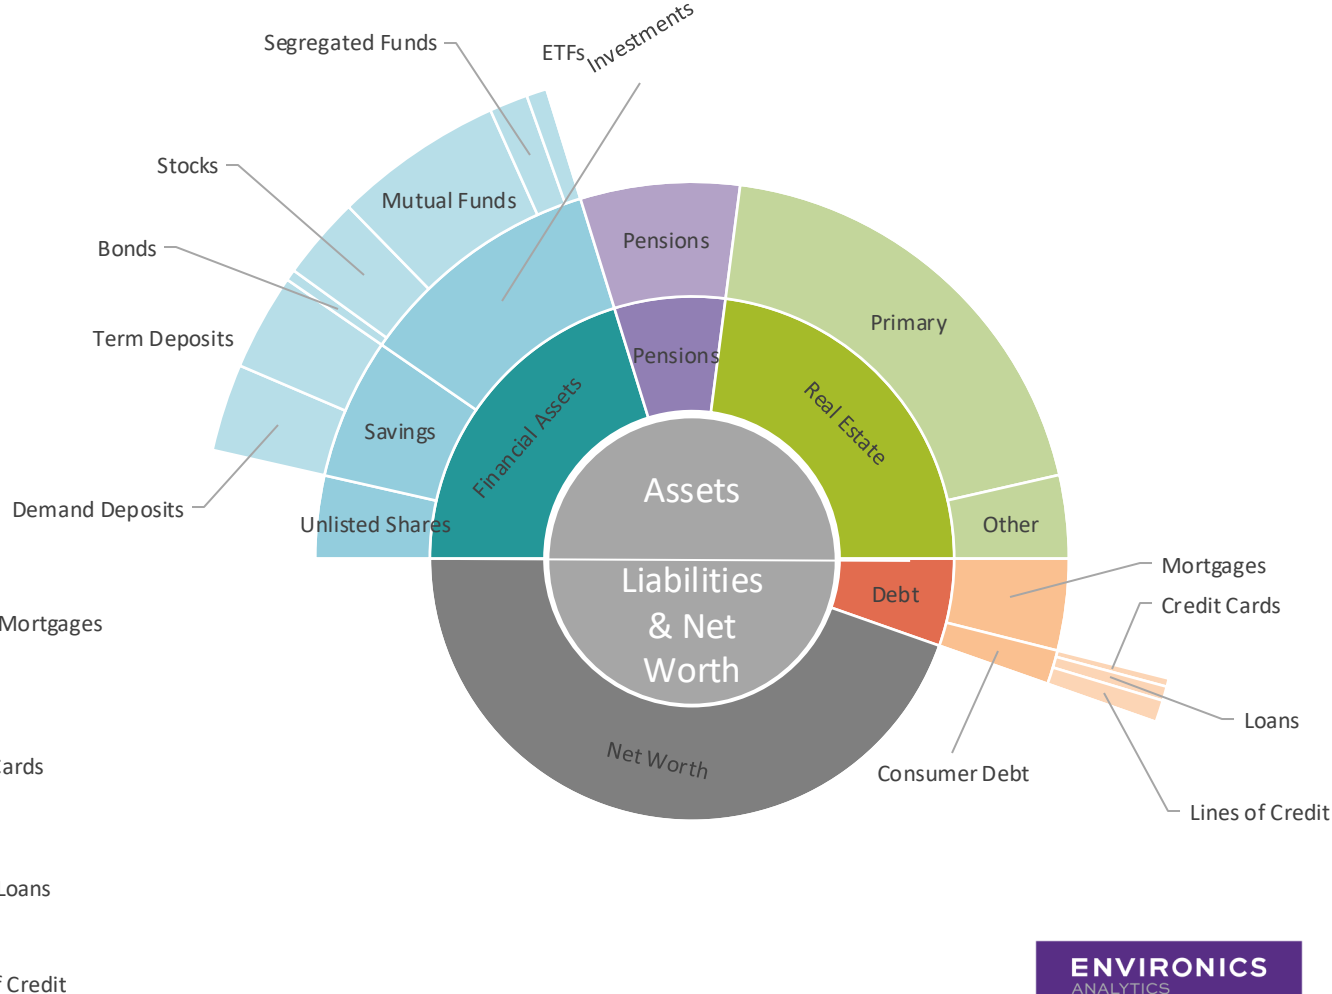 Segregated Funds
ETFs
Investments
Stocks
Mutual Funds
Bonds
Pensions
Term Deposits
Primary
Pensions
Financial Assets
Real Estate
Savings
Assets
Demand Deposits
Unlisted Shares
Other
Mortgages
Liabilities
& Net
Worth
Debt
Credit Cards
Mortgages
Loans
Net Worth
Consumer Debt
Cards
Lines of Credit
Loans
f Credit
ENVIRONICS
ANALYTICS